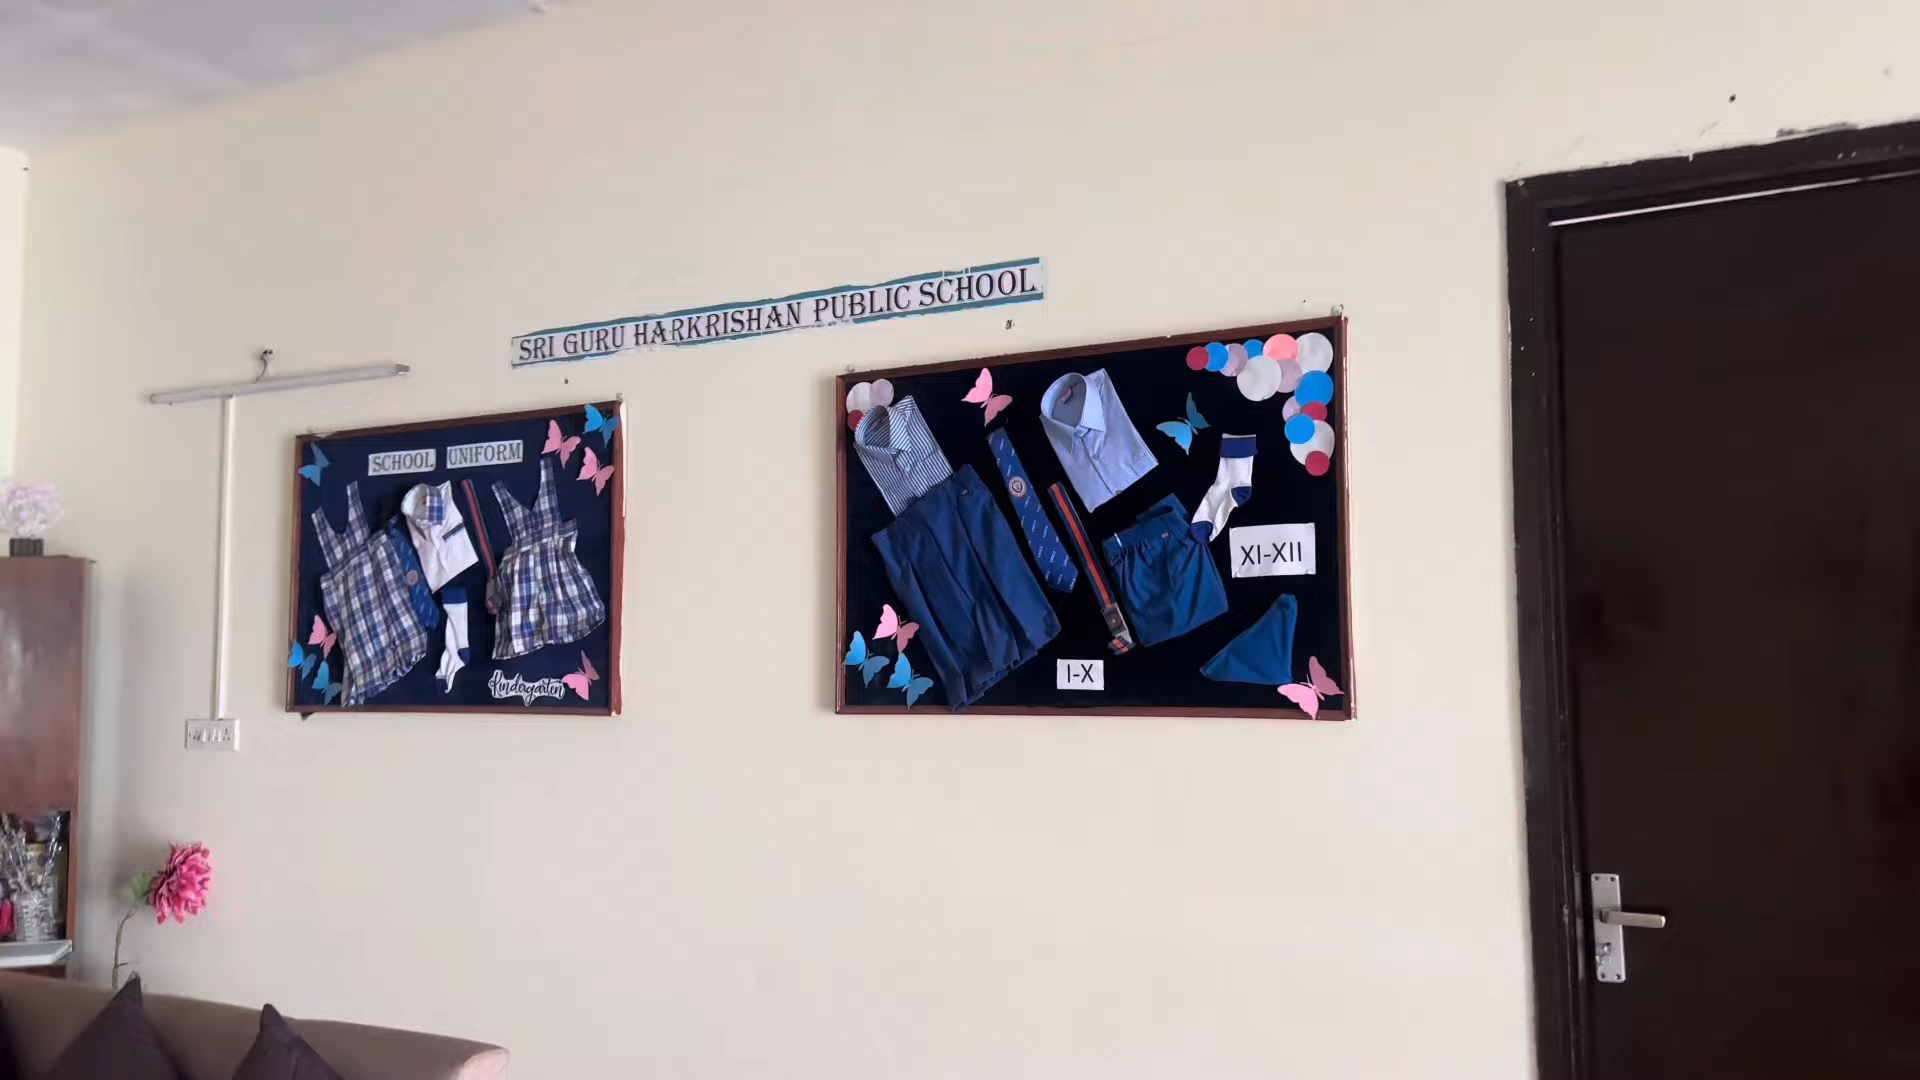 SRI GURU HARKRISHAN PUBLIC SCHOOL
SCHOOL UNIFORM
Kindergarten
I-X
XI-XII